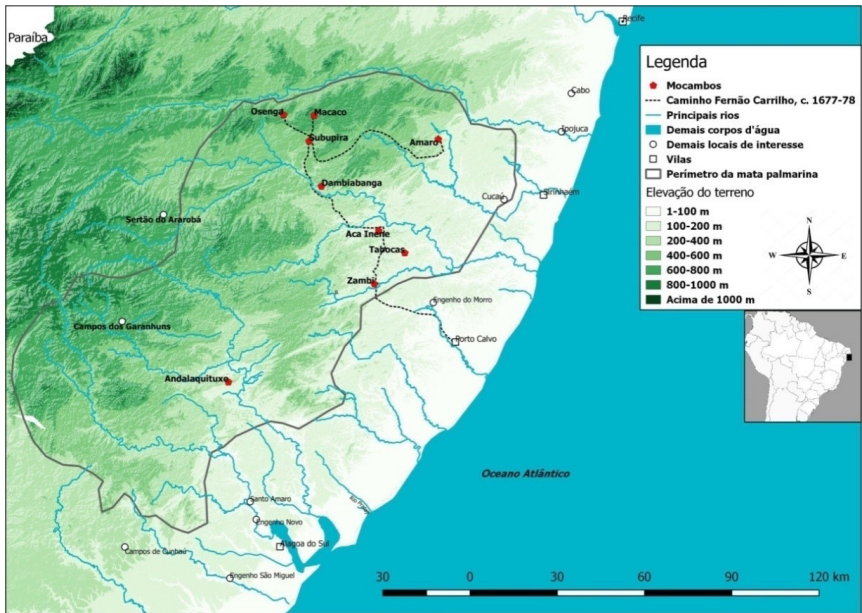 Paraíba
Recife
Cabo
Ipojuca
Osenga
Macaco
Subupira
Amaro
Dambiabanga
Cucaú
Sirinhaém
Sertão do Ararobá
Aca Inene
Tabocas
Zambi
Engenho do Morro
Campos dos Garanhuns
Porto Calvo
Andalaquituxe
Oceano Atlântico
Santo Amaro
Engenho Novo
Alagoa do Sul
Campos de Cunhaú
Engenho São Miguel
Legenda
Mocambos
Caminho Fernão Carrilho, c. 1677-78
Principais rios
Demais corpos d'água
Demais locais de interesse
Vilas
Perímetro da mata palmarina
Elevação do terreno
1-100 m
100-200 m
200-400 m
400-600 m
600-800 m
800-1000 m
Acima de 1000 m
N
W E
S
30 0 30 60 90 120 km